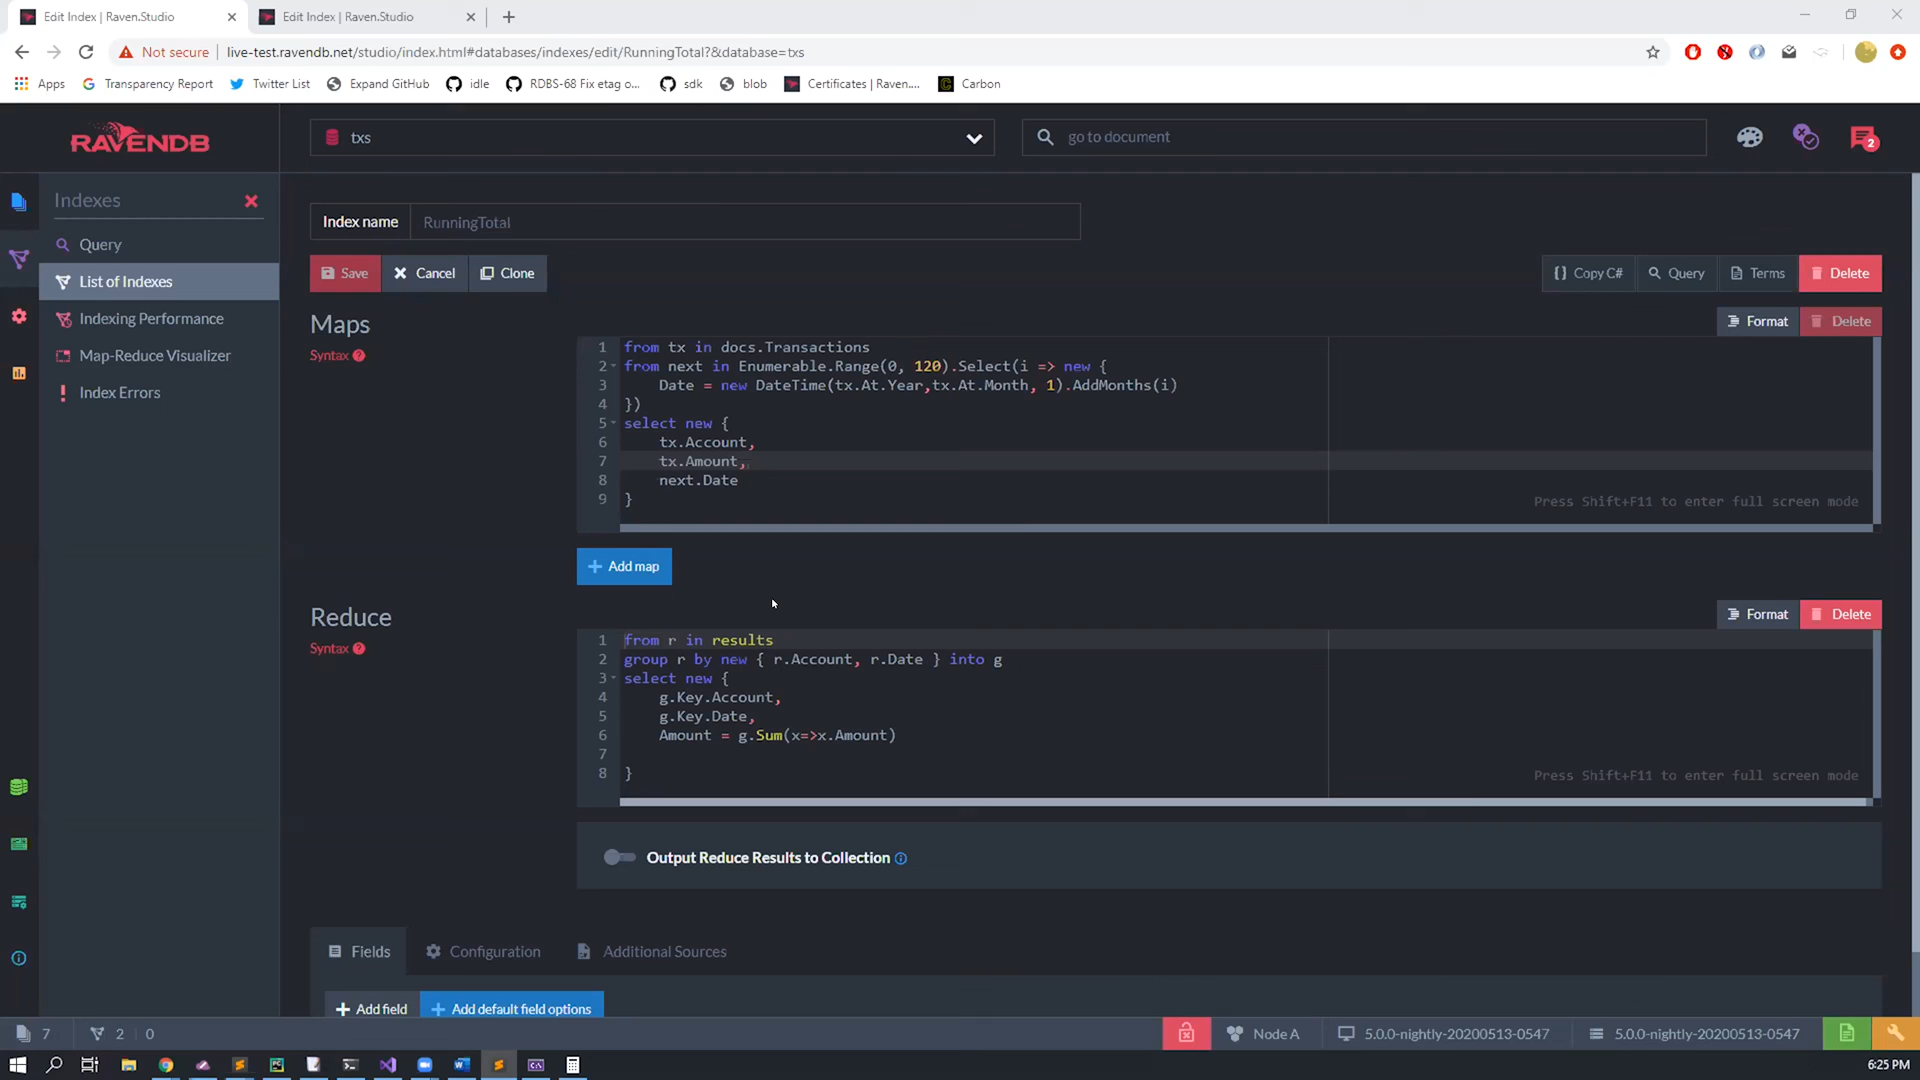 Edit Index | Raven.Studio
Edit Index | Raven.Studio
Not secure
live-test.ravendb.net/studio/index.html#databases/indexes/edit/RunningTotal?&database=txs
Apps
Transparency Report
Twitter List
Expand GitHub
idle
RDBS-68 Fix etag o...
sdk
blob
Certificates | Raven....
Carbon
RAVENDB
txs
go to document
2
Indexes
Query
List of Indexes
Indexing Performance
Map-Reduce Visualizer
Index Errors
Index name
RunningTotal
Save
Cancel
Clone
Copy C#
Query
Terms
Delete
Maps
Syntax
Format
Delete
1 from tx in docs.Transactions
2 from next in Enumerable.Range(0, 120).Select(i => new {
3 Date = new DateTime(tx.At.Year,tx.At.Month, 1).AddMonths(i)
4 })
5 select new {
6 tx.Account,
7 tx.Amount,
8 next.Date
9 }
Press Shift+F11 to enter full screen mode
Add map
Reduce
Syntax
Format
Delete
1 from r in results
2 group r by new { r.Account, r.Date } into g
3 select new {
4 g.Key.Account,
5 g.Key.Date,
6 Amount = g.Sum(x=>x.Amount)
7
8 }
Press Shift+F11 to enter full screen mode
Output Reduce Results to Collection
Fields
Configuration
Additional Sources
Add field
Add default field options
7
2
0
Node A
5.0.0-nightly-20200513-0547
5.0.0-nightly-20200513-0547
6:25 PM